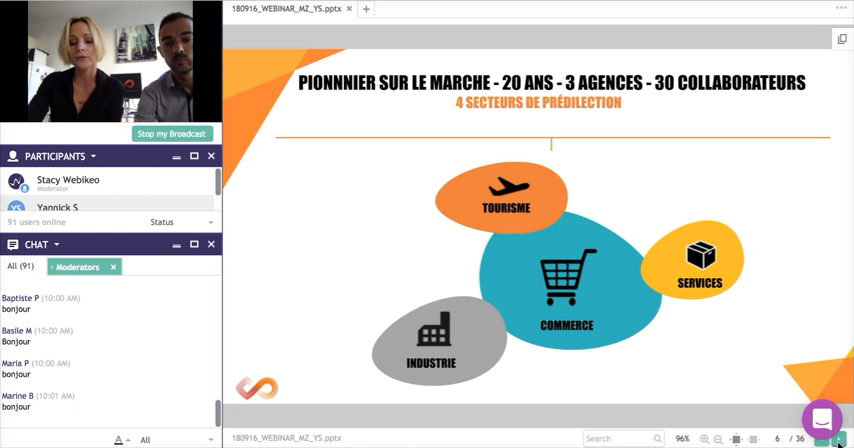 180916_WEBINAR_MZ_YS.pptx
Stop my Broadcast
PARTICIPANTS
Stacy Webikeo
Moderator
YS
Yannick S
91 users online
Status
CHAT
All (91)
Moderators
Baptiste P (10:00 AM)
bonjour
Basile M (10:00 AM)
Bonjour
Maria P (10:00 AM)
bonjour
Marine B (10:01 AM)
bonjour
A
All
PIONNNIER SUR LE MARCHE - 20 ANS - 3 AGENCES - 30 COLLABORATEURS
4 SECTEURS DE PRÉDILECTION
TOURISME
SERVICES
COMMERCE
INDUSTRIE
180916_WEBINAR_MZ_YS.pptx
Search
96%
6 / 36